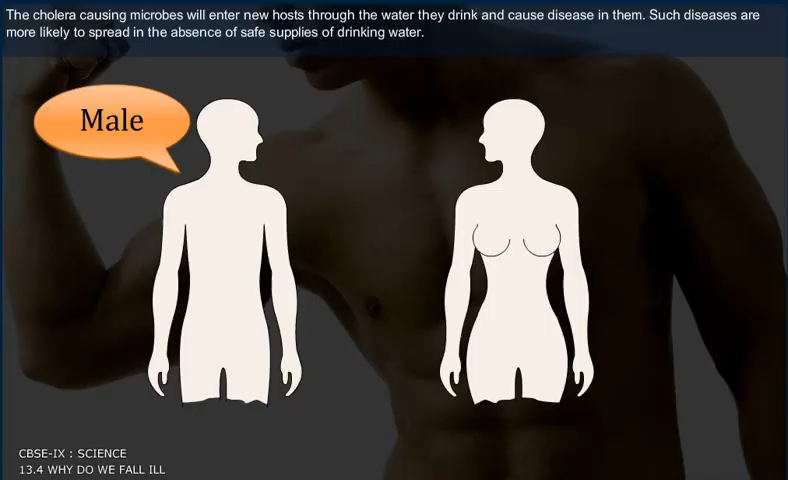 The cholera causing microbes will enter new hosts through the water they drink and cause disease in them. Such diseases are
more likely to spread in the absence of safe supplies of drinking water.
Male
CBSE-IX : SCIENCE
13.4 WHY DO WE FALL ILL